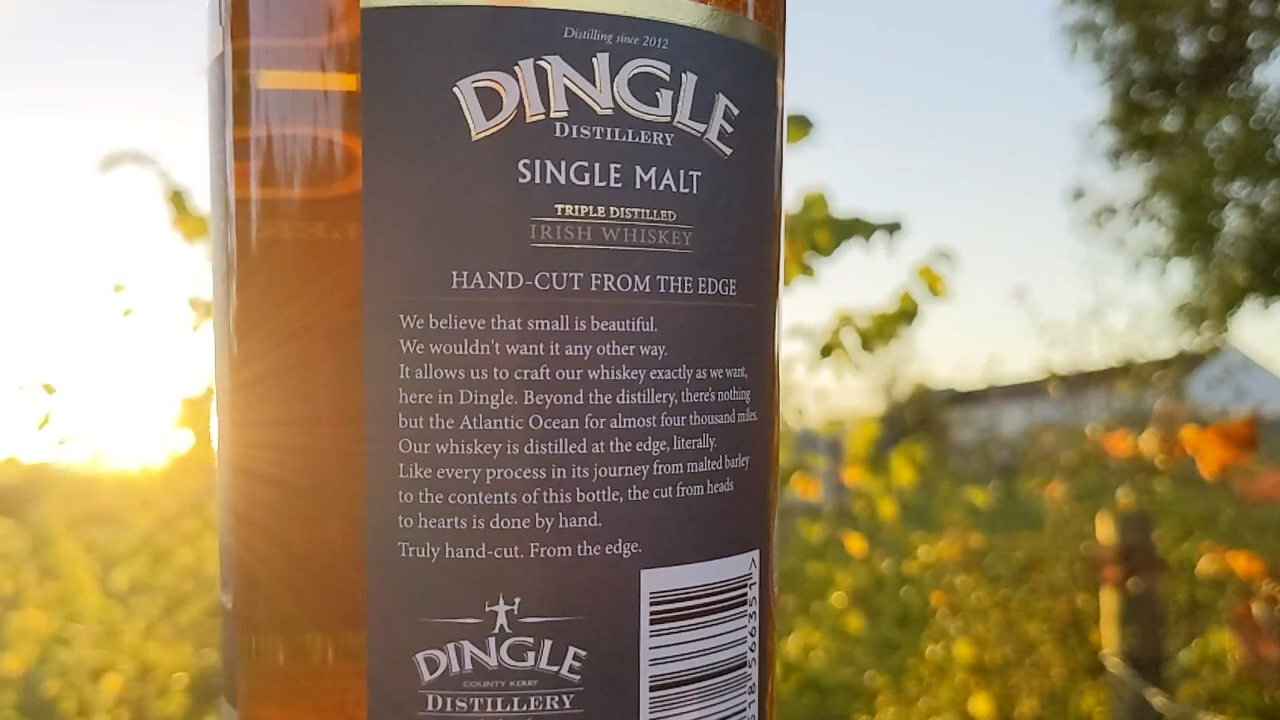 Distilling since 2012
DINGLE
DISTILLERY
SINGLE MALT
TRIPLE DISTILLED
IRISH WHISKEY
HAND-CUT FROM THE EDGE
We believe that small is beautiful.
We wouldn't want it any other way.
It allows us to craft our whiskey exactly as we want,
here in Dingle. Beyond the distillery, there's nothing
but the Atlantic Ocean for almost four thousand miles.
Our whiskey is distilled at the edge, literally.
Like every process in its journey from malted barley
to the contents of this bottle, the cut from heads
to hearts is done by hand.
Truly hand-cut. From the edge.
DINGLE
COUNTY KERRY
DISTILLERY
566351>